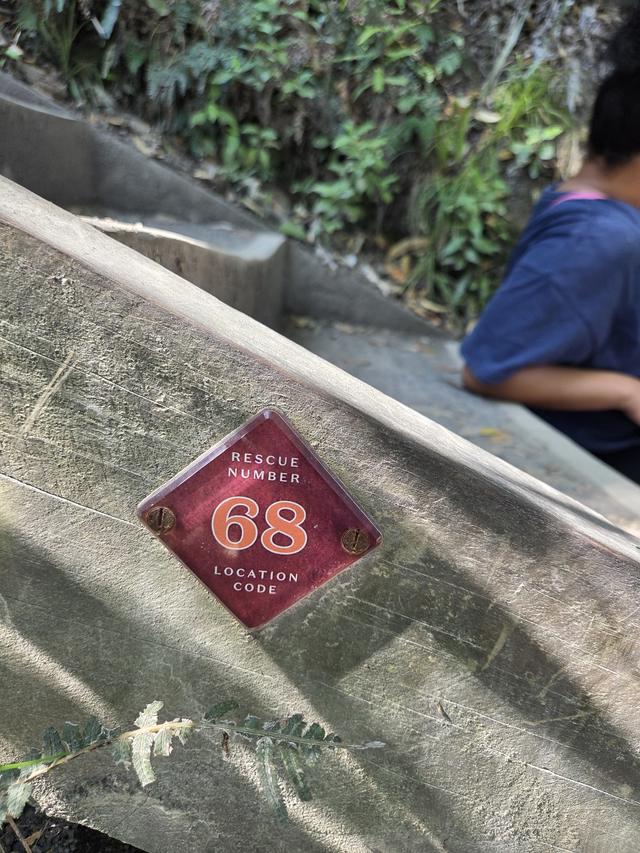 RESCUE
NUMBER
68
LOCATION
CODE